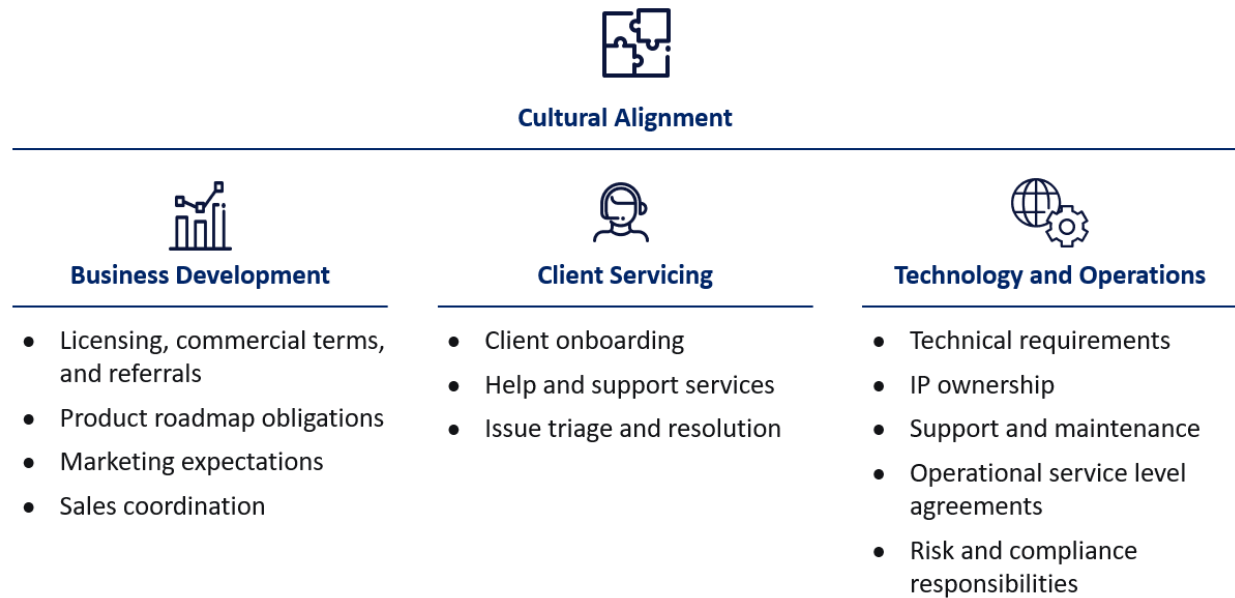 Cultural Alignment
Business Development
● Licensing, commercial terms,
and referrals
● Product roadmap obligations
● Marketing expectations
● Sales coordination
Client Servicing
● Client onboarding
● Help and support services
● Issue triage and resolution
Technology and Operations
● Technical requirements
● IP ownership
● Support and maintenance
● Operational service level
agreements
● Risk and compliance
responsibilities